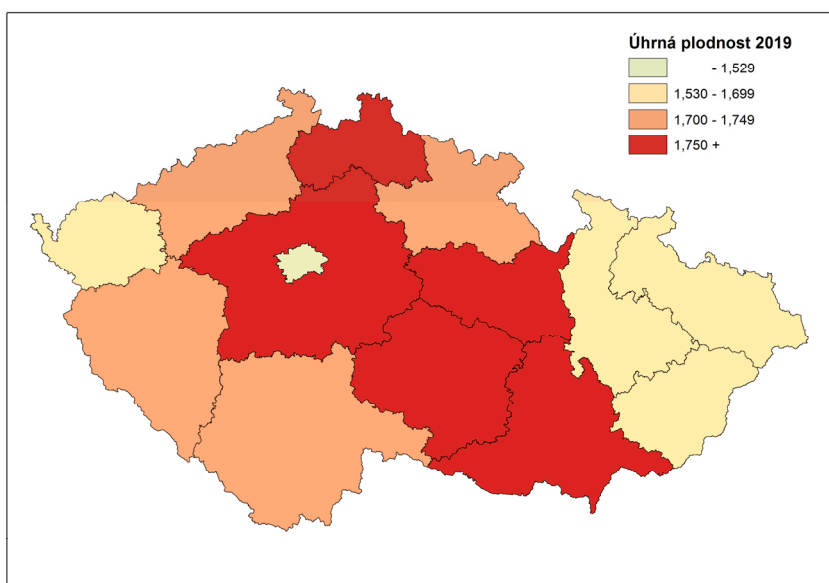 Úhrná plodnost 2019
- 1,529
1,530 - 1,699
1,700 - 1,749
1,750 +